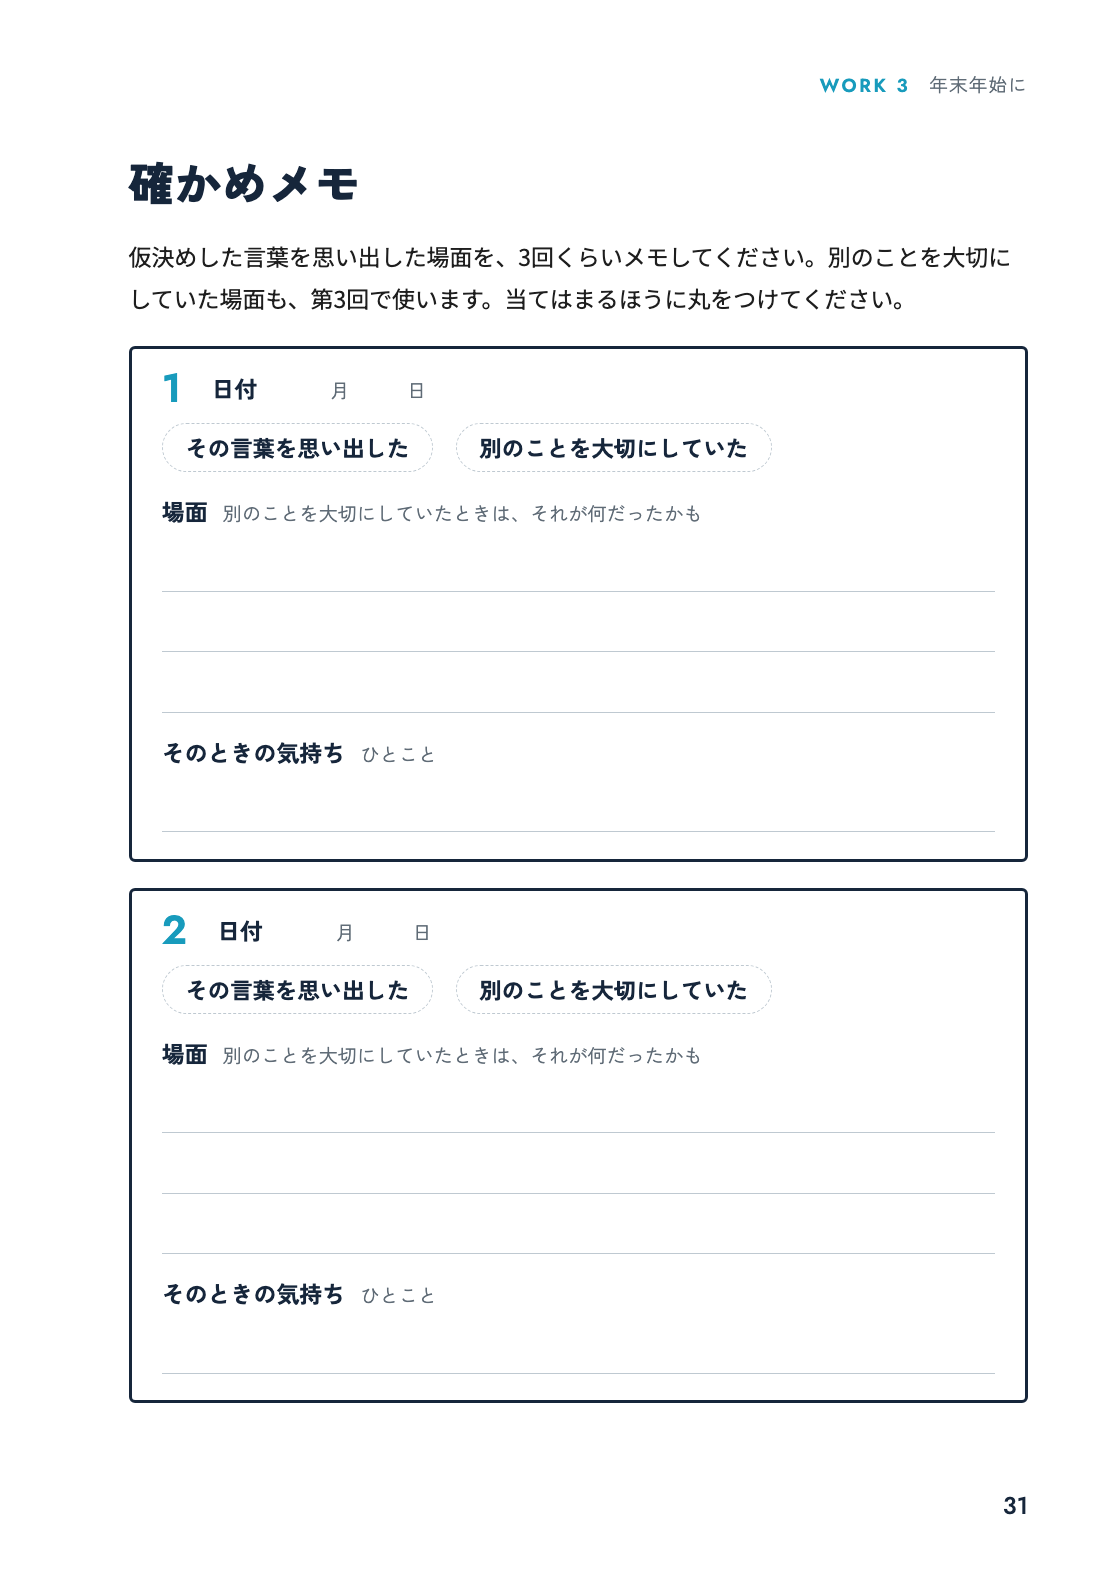 WORK 3 年末年始に
確かめメモ
仮決めした言葉を思い出した場面を、3回くらいメモしてください。別のことを大切に
していた場面も、第3回で使います。当てはまるほうに丸をつけてください。
1 日付 月 日
その言葉を思い出した 別のことを大切にしていた
場面 別のことを大切にしていたときは、それが何だったかも
そのときの気持ち ひとこと
2 日付 月 日
その言葉を思い出した 別のことを大切にしていた
場面 別のことを大切にしていたときは、それが何だったかも
そのときの気持ち ひとこと
31